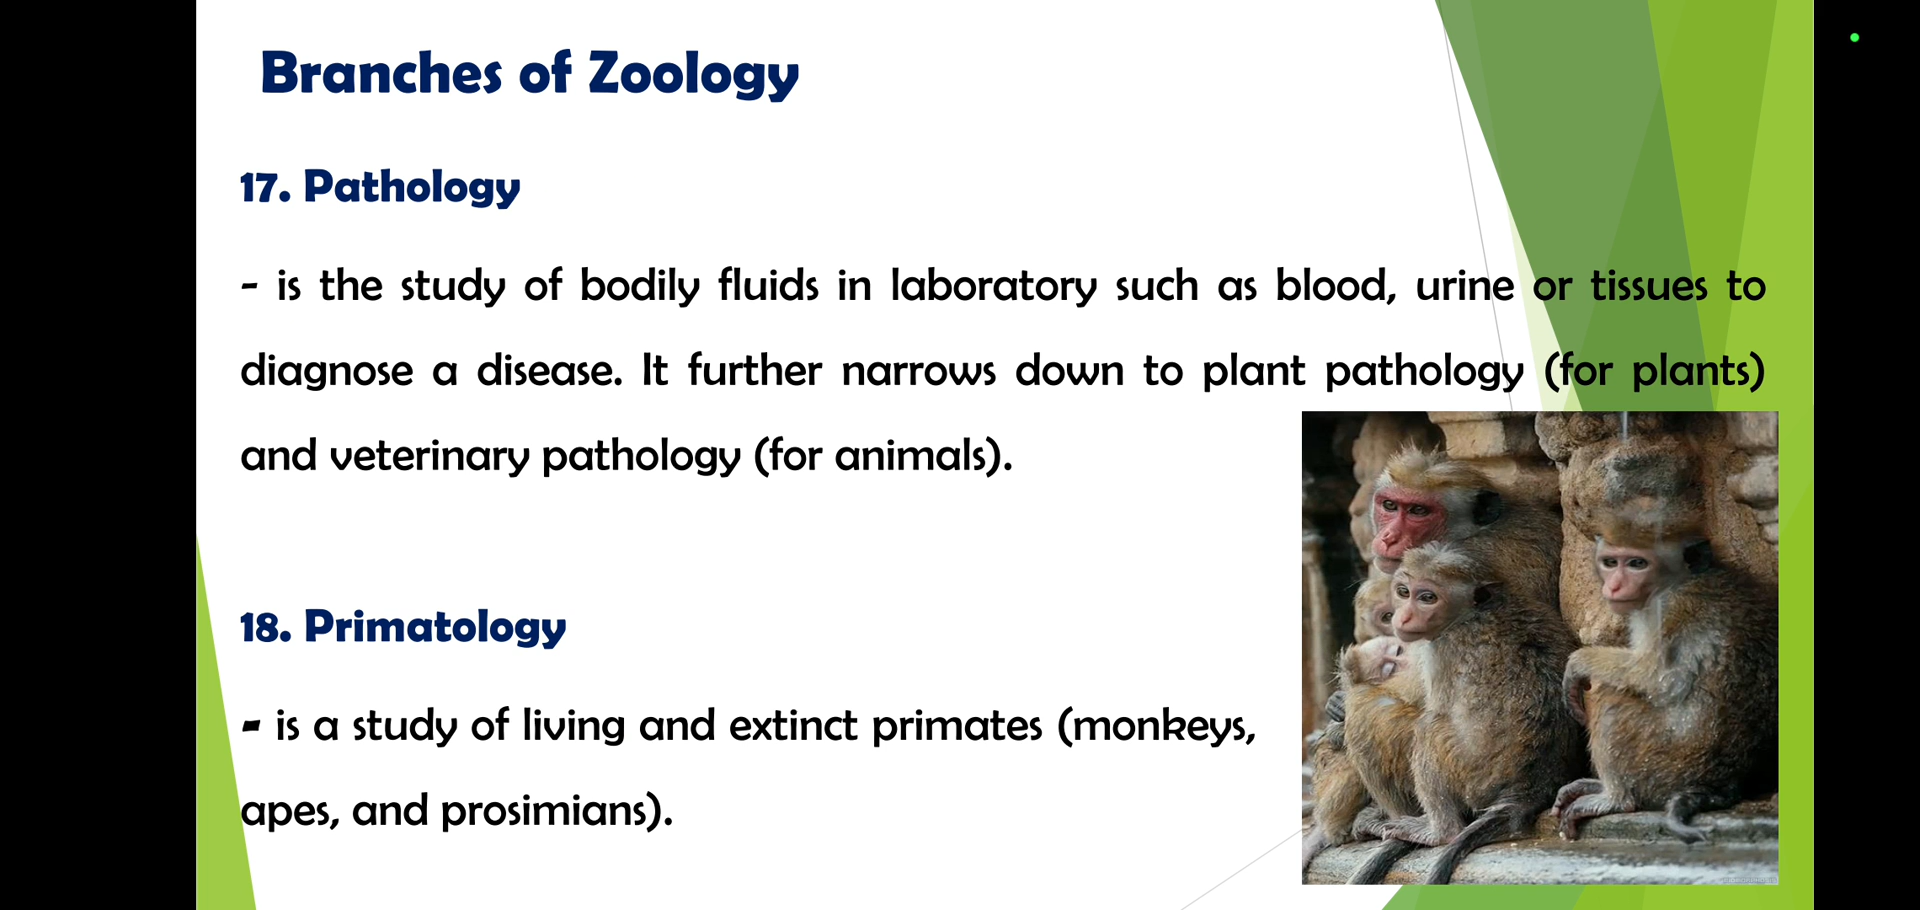 Branches of Zoology
17. Pathology
- is the study of bodily fluids in laboratory such as blood, urine or tissues to
diagnose a disease. It further narrows down to plant pathology (for plants)
and veterinary pathology (for animals).
18. Primatology
- is a study of living and extinct primates (monkeys,
apes, and prosimians).